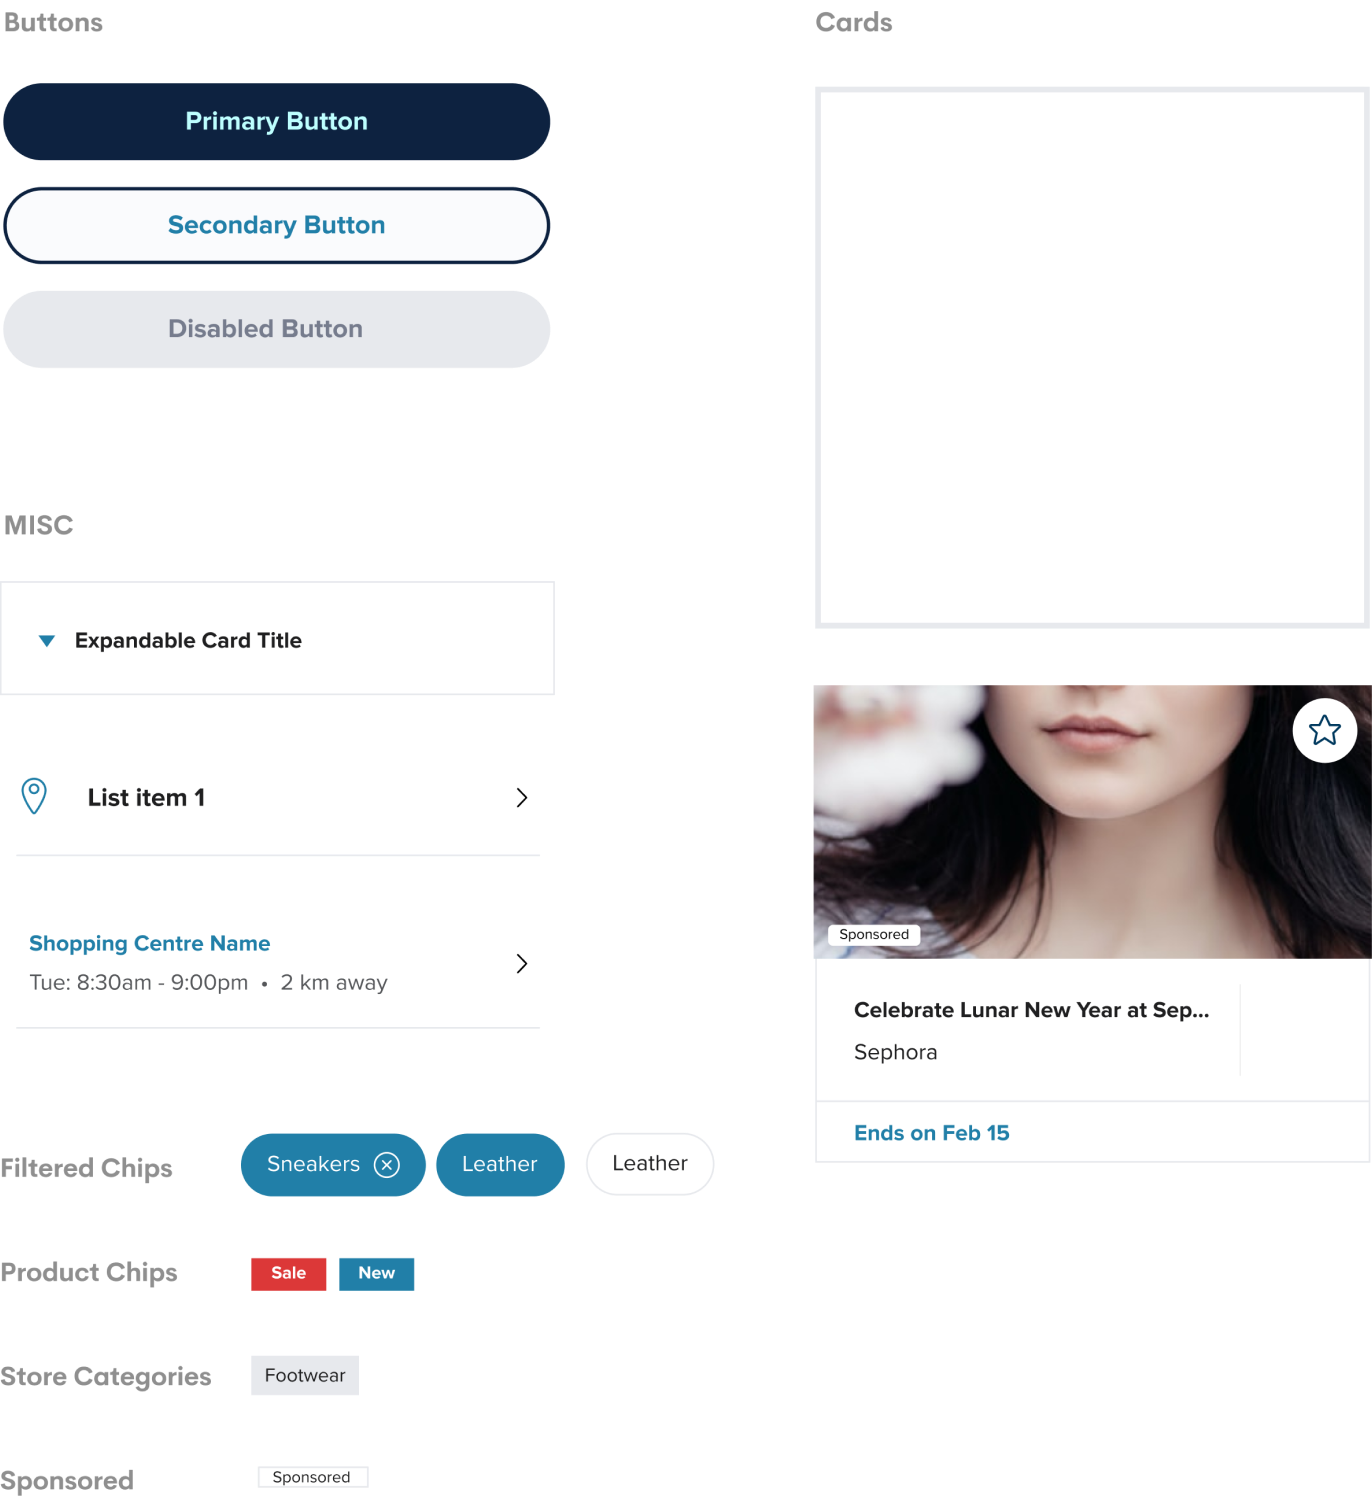 Buttons
Primary Button
Secondary Button
Disabled Button
MISC
Expandable Card Title
List item 1
Shopping Centre Name
Tue: 8:30am - 9:00pm • 2 km away
Filtered Chips
Sneakers
Leather
Leather
Product Chips
Sale
New
Store Categories
Footwear
Sponsored
Sponsored
Cards
Sponsored
Celebrate Lunar New Year at Sep...
Sephora
Ends on Feb 15